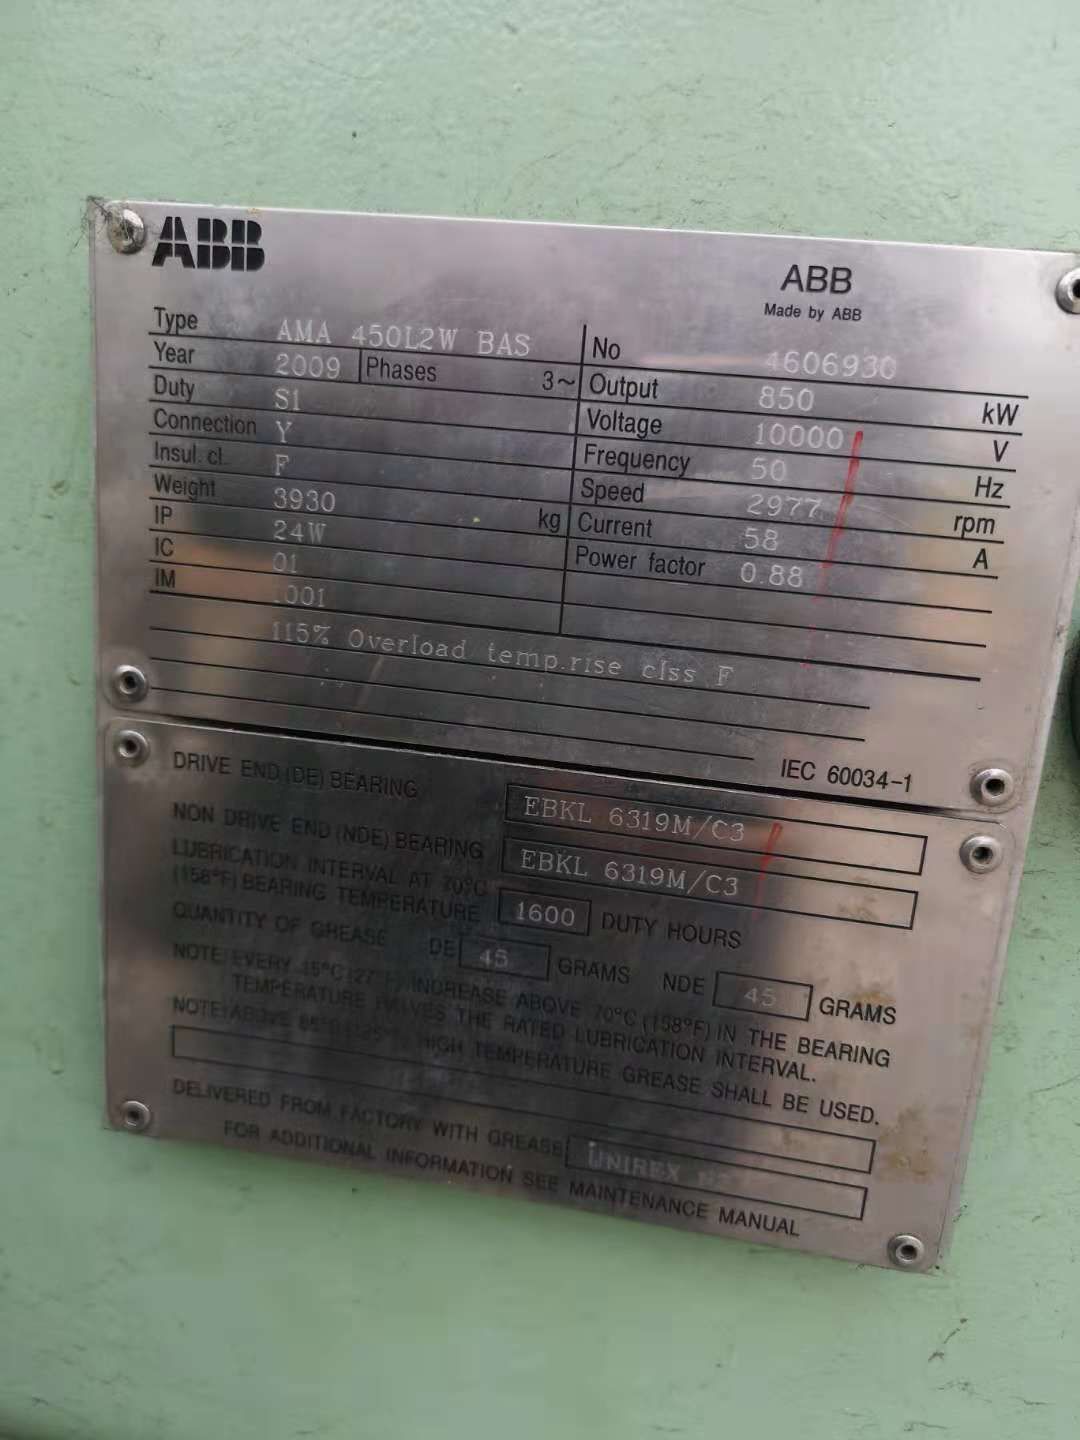 ABB
ABB
Made by ABB
Type AMA 450L2W BAS No 4606930
Year 2009 Phases 3~ Output 850 kW
Duty S1 Voltage 10000 V
Connection Y Frequency 50 Hz
Insul. cl. F Speed 2977 rpm
Weight 3930 kg Current 58 A
IP 24W Power factor 0.88
IC 01
IM 1001
115% Overload temp.rise clss F
IEC 60034-1
DRIVE END (DE) BEARING EBKL 6319M/C3
NON DRIVE END (NDE) BEARING EBKL 6319M/C3
LUBRICATION INTERVAL AT 70°C
(158°F) BEARING TEMPERATURE 1600 DUTY HOURS
QUANTITY OF GREASE DE 45 GRAMS NDE 45 GRAMS
NOTE! EVERY 15°C (27°F) INCREASE ABOVE 70°C (158°F) IN THE BEARING
TEMPERATURE HALVES THE RATED LUBRICATION INTERVAL.
NOTE! ABOVE HIGH TEMPERATURE GREASE SHALL BE USED.
DELIVERED FROM FACTORY WITH GREASE UNIREX
FOR ADDITIONAL INFORMATION SEE MAINTENANCE MANUAL